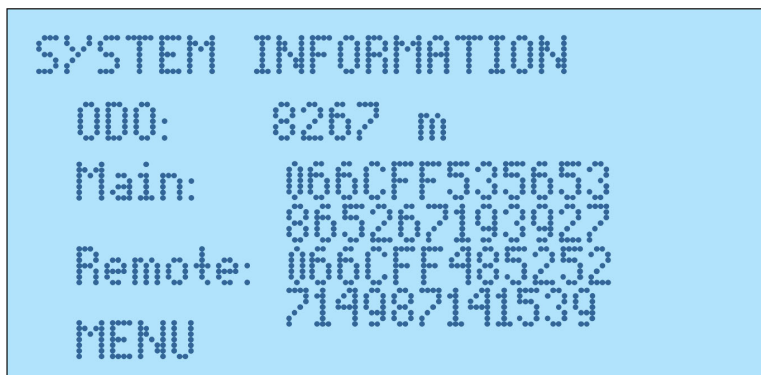 SYSTEM INFORMATION
ODO: 8267 m
Main: 066CFF535653
865267193927
Remote: 066CFF485252
714987141539
MENU